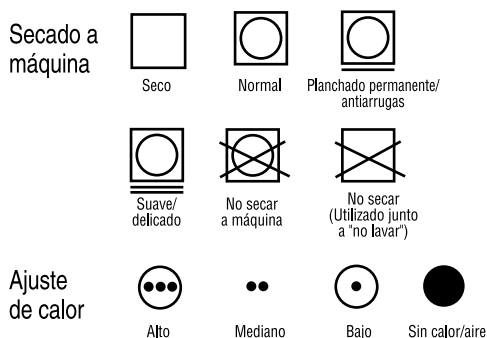 Secado a
máquina
Seco
Normal
Planchado permanente/
antiarrugas
Suave/
delicado
No secar
a máquina
No secar
(Utilizado junto
a "no lavar")
Ajuste
de calor
Alto
Mediano
Bajo
Sin calor/aire